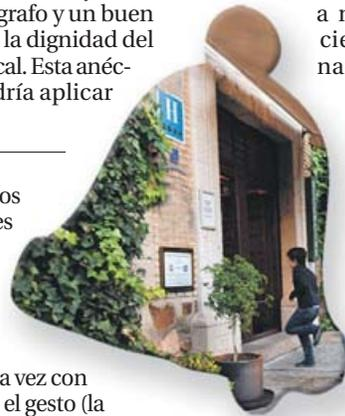 grafo y un buen
la dignidad del
cal. Esta anéc-
dría aplicar
os
es
a vez con
el gesto (la
a
cie
na
H